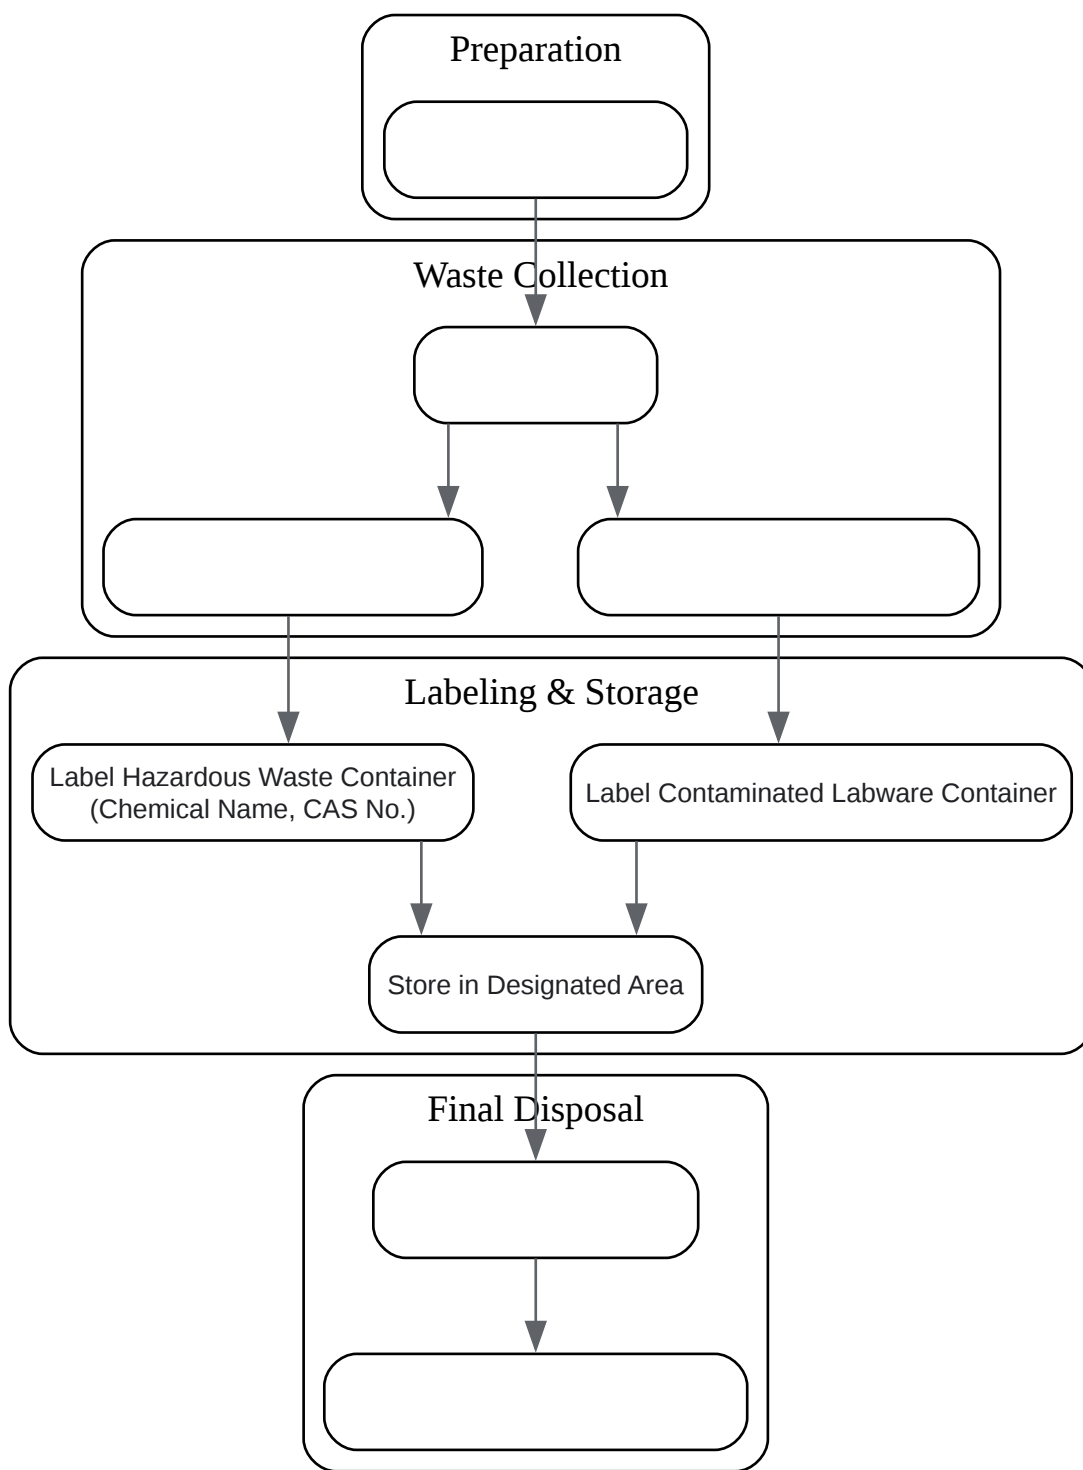 Preparation
Waste Collection
Labeling & Storage
Label Hazardous Waste Container
(Chemical Name, CAS No.)
Label Contaminated Labware Container
Store in Designated Area
Final Disposal